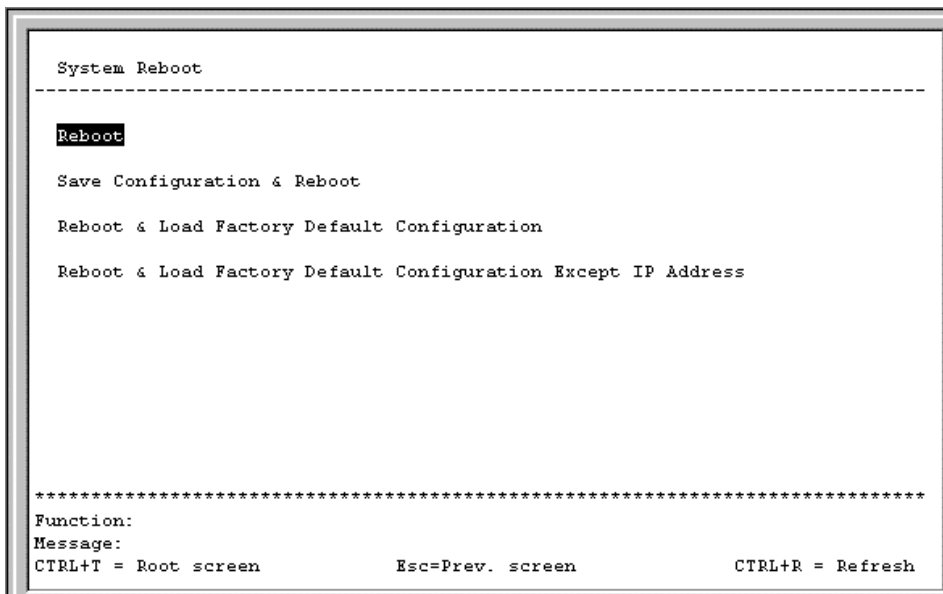 System Reboot
--------------------------------------------------------------------------------
Reboot
Save Configuration & Reboot
Reboot & Load Factory Default Configuration
Reboot & Load Factory Default Configuration Except IP Address
********************************************************************************
Function:
Message:
CTRL+T = Root screen Esc=Prev. screen CTRL+R = Refresh